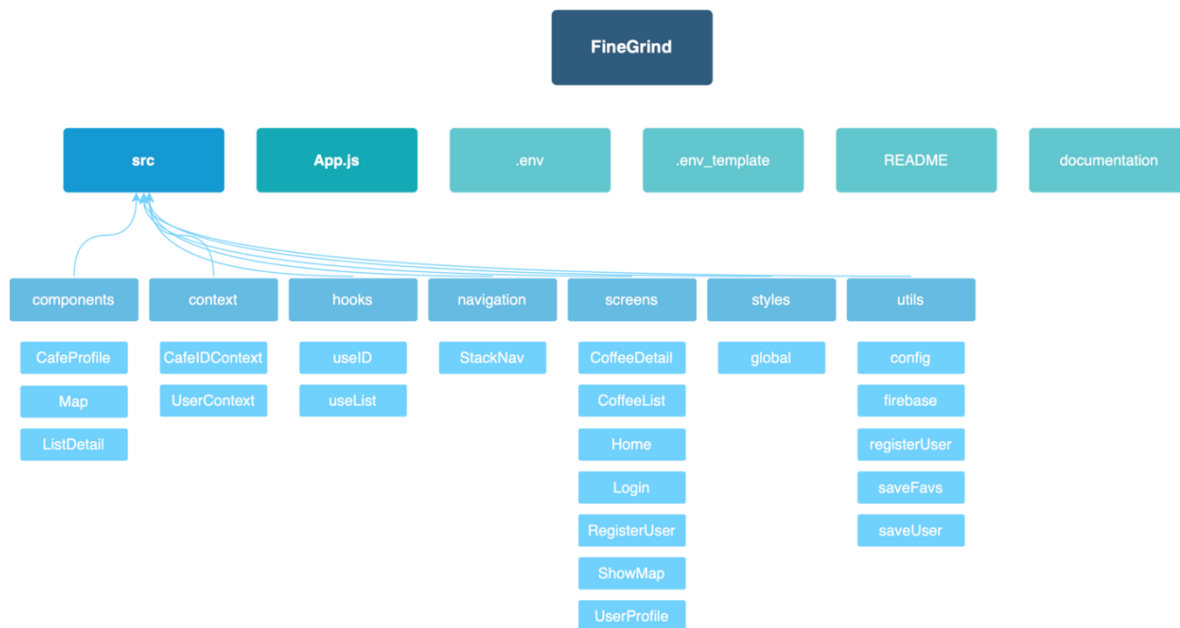 FineGrind
src
App.js
.env
.env_template
README
documentation
components
context
hooks
navigation
screens
styles
utils
CafeProfile
CafeIDContext
useID
StackNav
CoffeeDetail
global
config
Map
UserContext
useList
CoffeeList
firebase
ListDetail
Home
registerUser
Login
saveFavs
RegisterUser
saveUser
ShowMap
UserProfile